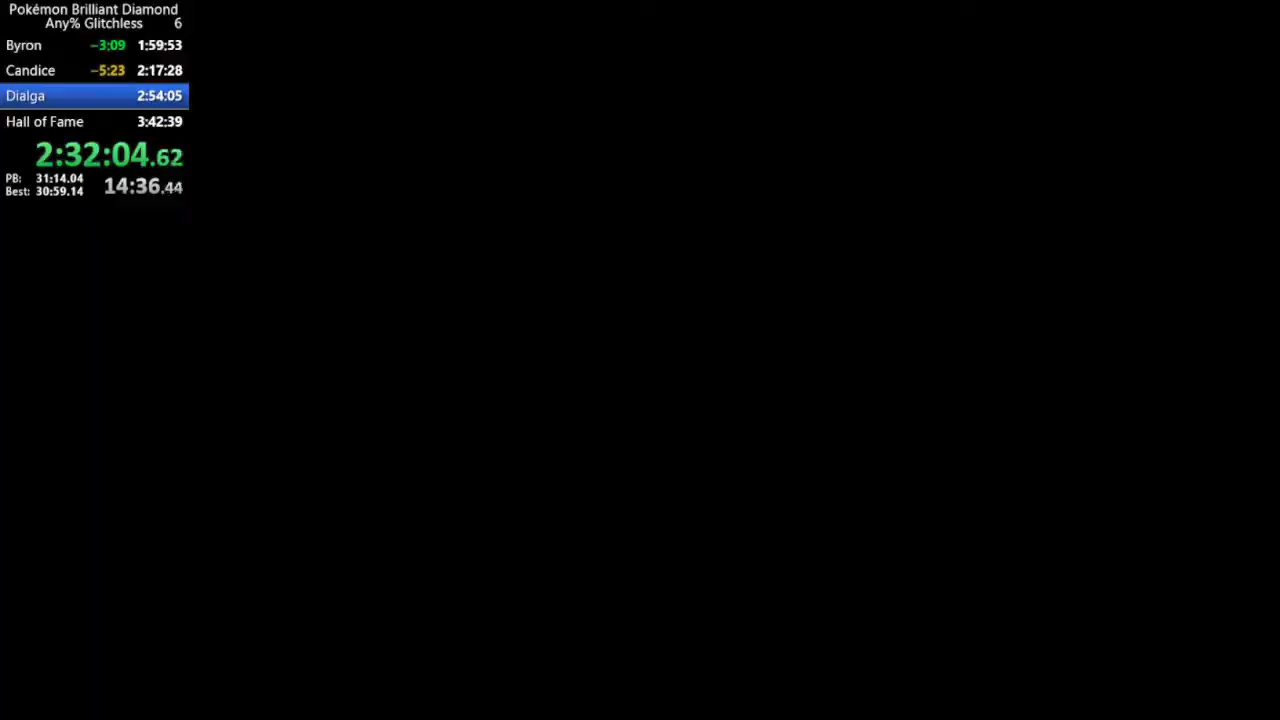 Pokémon Brilliant Diamond
Any% Glitchless 6
Byron −3:09 1:59:53
Candice −5:23 2:17:28
Dialga 2:54:05
Hall of Fame 3:42:39
2:32:04.62
PB: 31:14.04
Best: 30:59.14
14:36.44